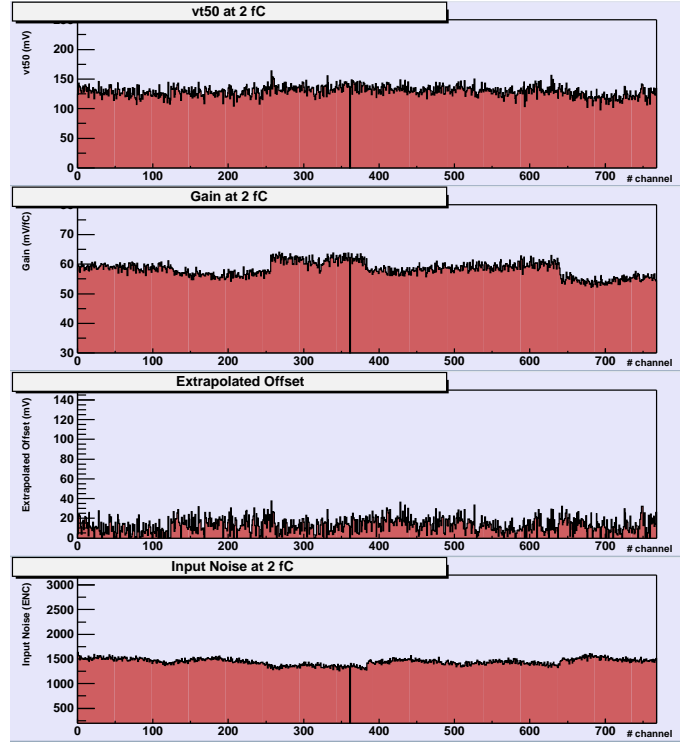 vt50 at 2 fC
vt50 (mV)
200
150
100
50
0
0 100 200 300 400 500 600 700 # channel
Gain at 2 fC
Gain (mV/fC)
80
70
60
50
40
30
0 100 200 300 400 500 600 700 # channel
Extrapolated Offset
Extrapolated Offset (mV)
140
120
100
80
60
40
20
0
0 100 200 300 400 500 600 700 # channel
Input Noise at 2 fC
Input Noise (ENC)
3000
2500
2000
1500
1000
500
0 100 200 300 400 500 600 700 # channel